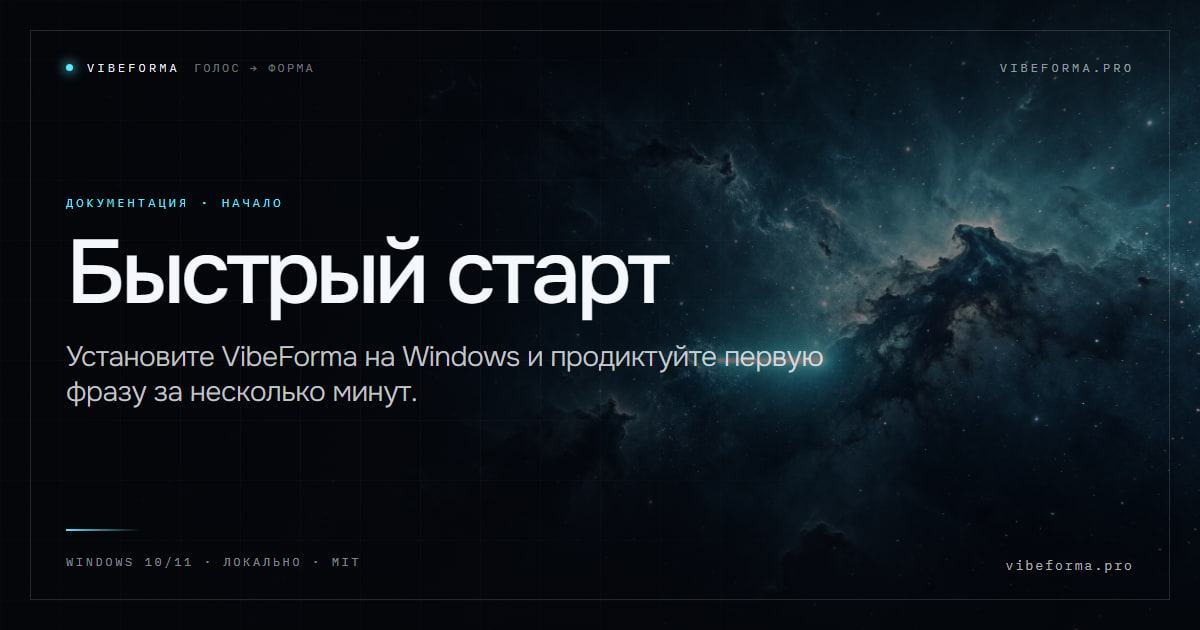 VIBEFORMA ГОЛОС → ФОРМА
VIBEFORMA.PRO
ДОКУМЕНТАЦИЯ · НАЧАЛО
Быстрый старт
Установите VibeForma на Windows и продиктуйте первую
фразу за несколько минут.
WINDOWS 10/11 · ЛОКАЛЬНО · MIT
vibeforma.pro